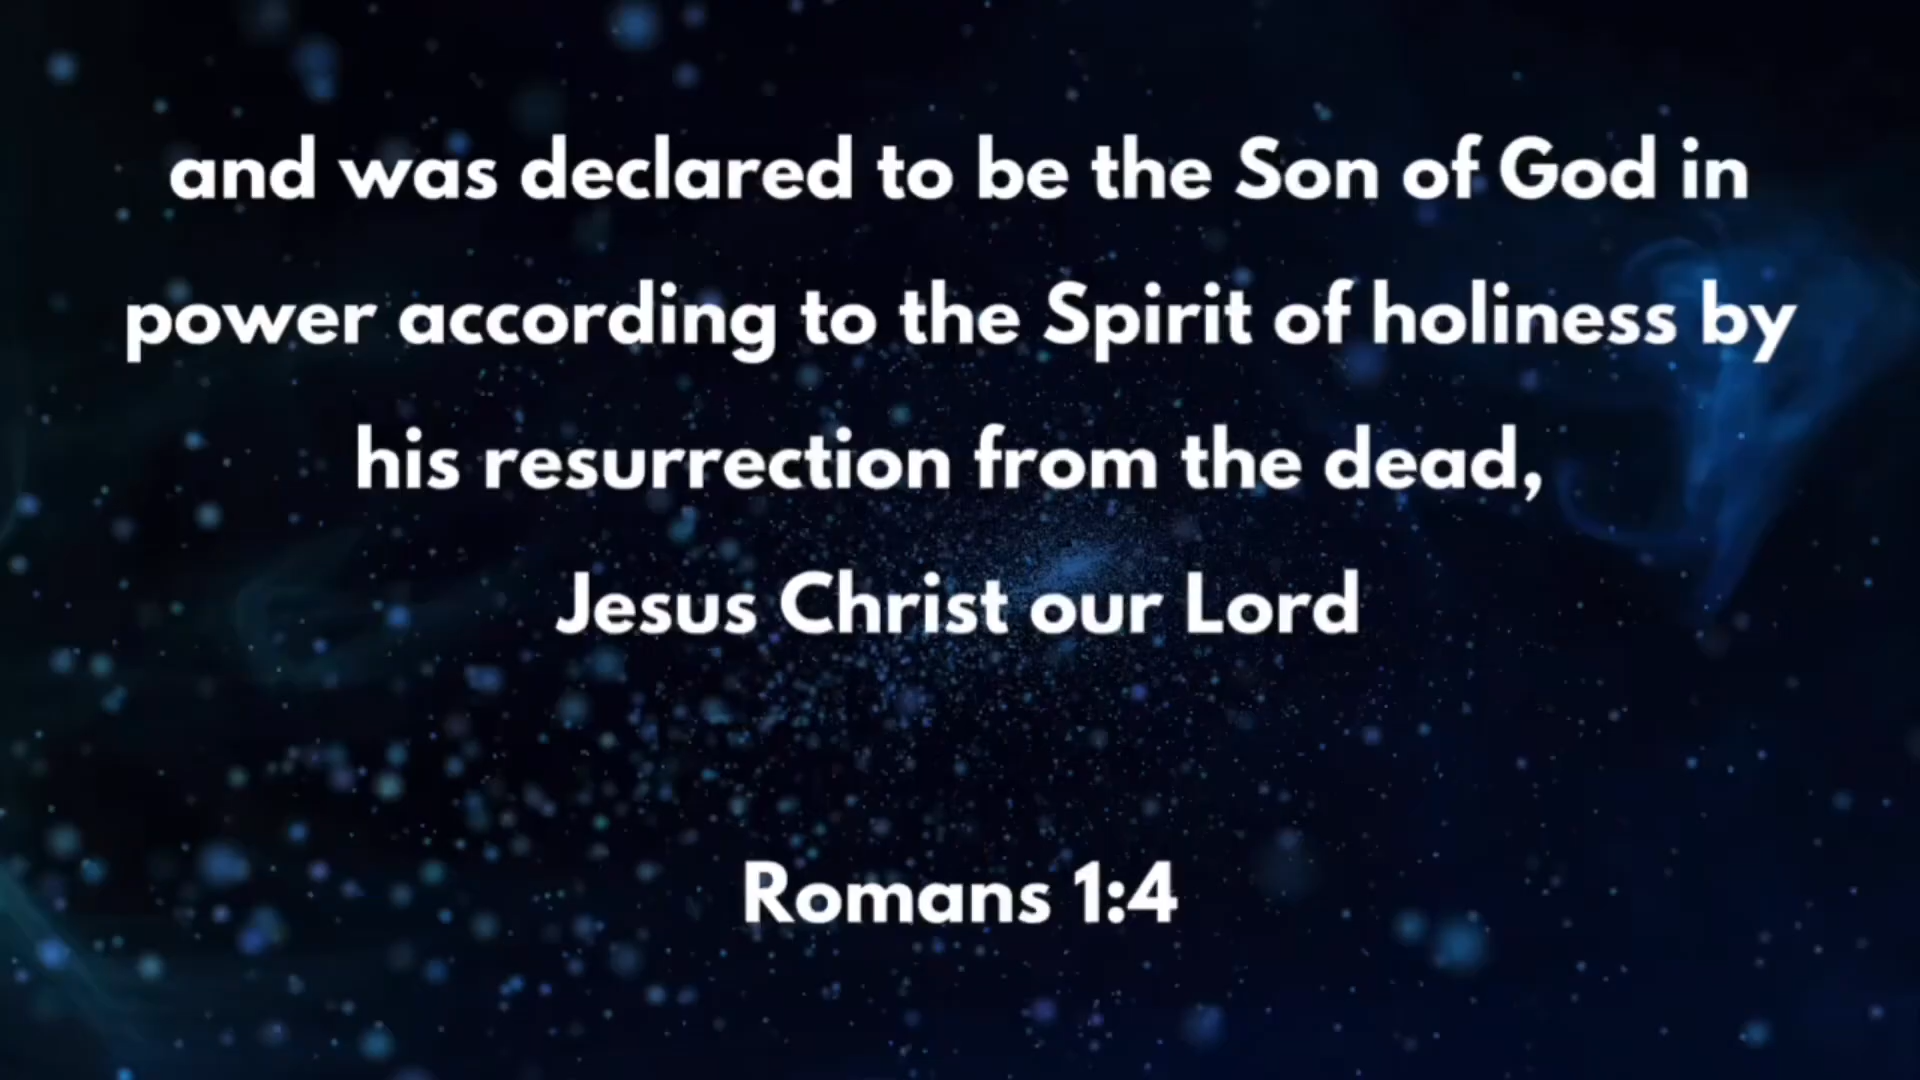 and was declared to be the Son of God in
power according to the Spirit of holiness by
his resurrection from the dead,
Jesus Christ our Lord
Romans 1:4